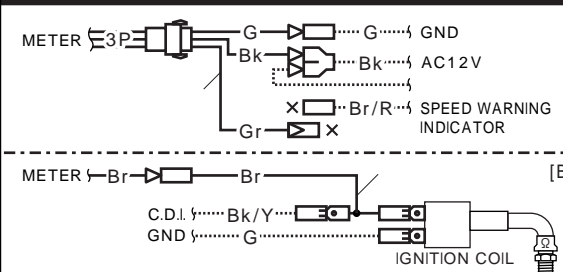 METER 3P G G GND
Bk Bk AC12V
× Br/R SPEED WARNING
INDICATOR
Gr ×
METER Br Br [E
C.D.I. Bk/Y
GND G
IGNITION COIL
Ω